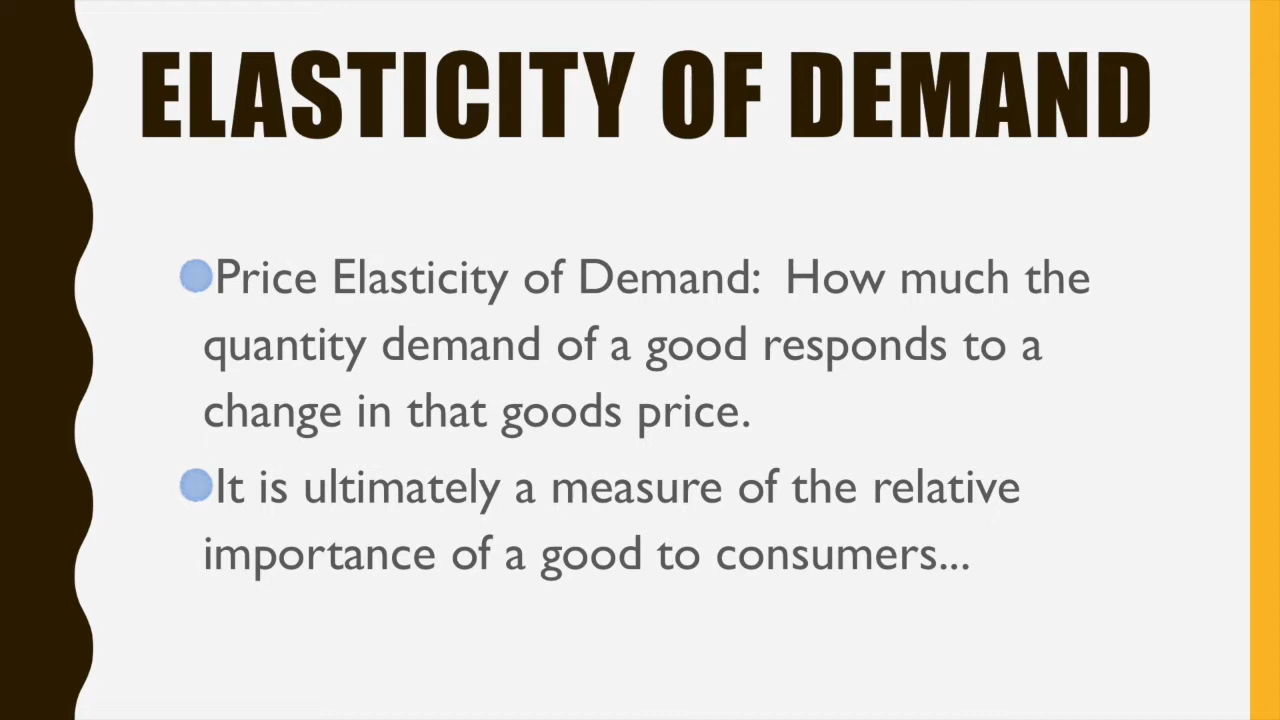 ELASTICITY OF DEMAND
Price Elasticity of Demand: How much the
quantity demand of a good responds to a
change in that goods price.
It is ultimately a measure of the relative
importance of a good to consumers...